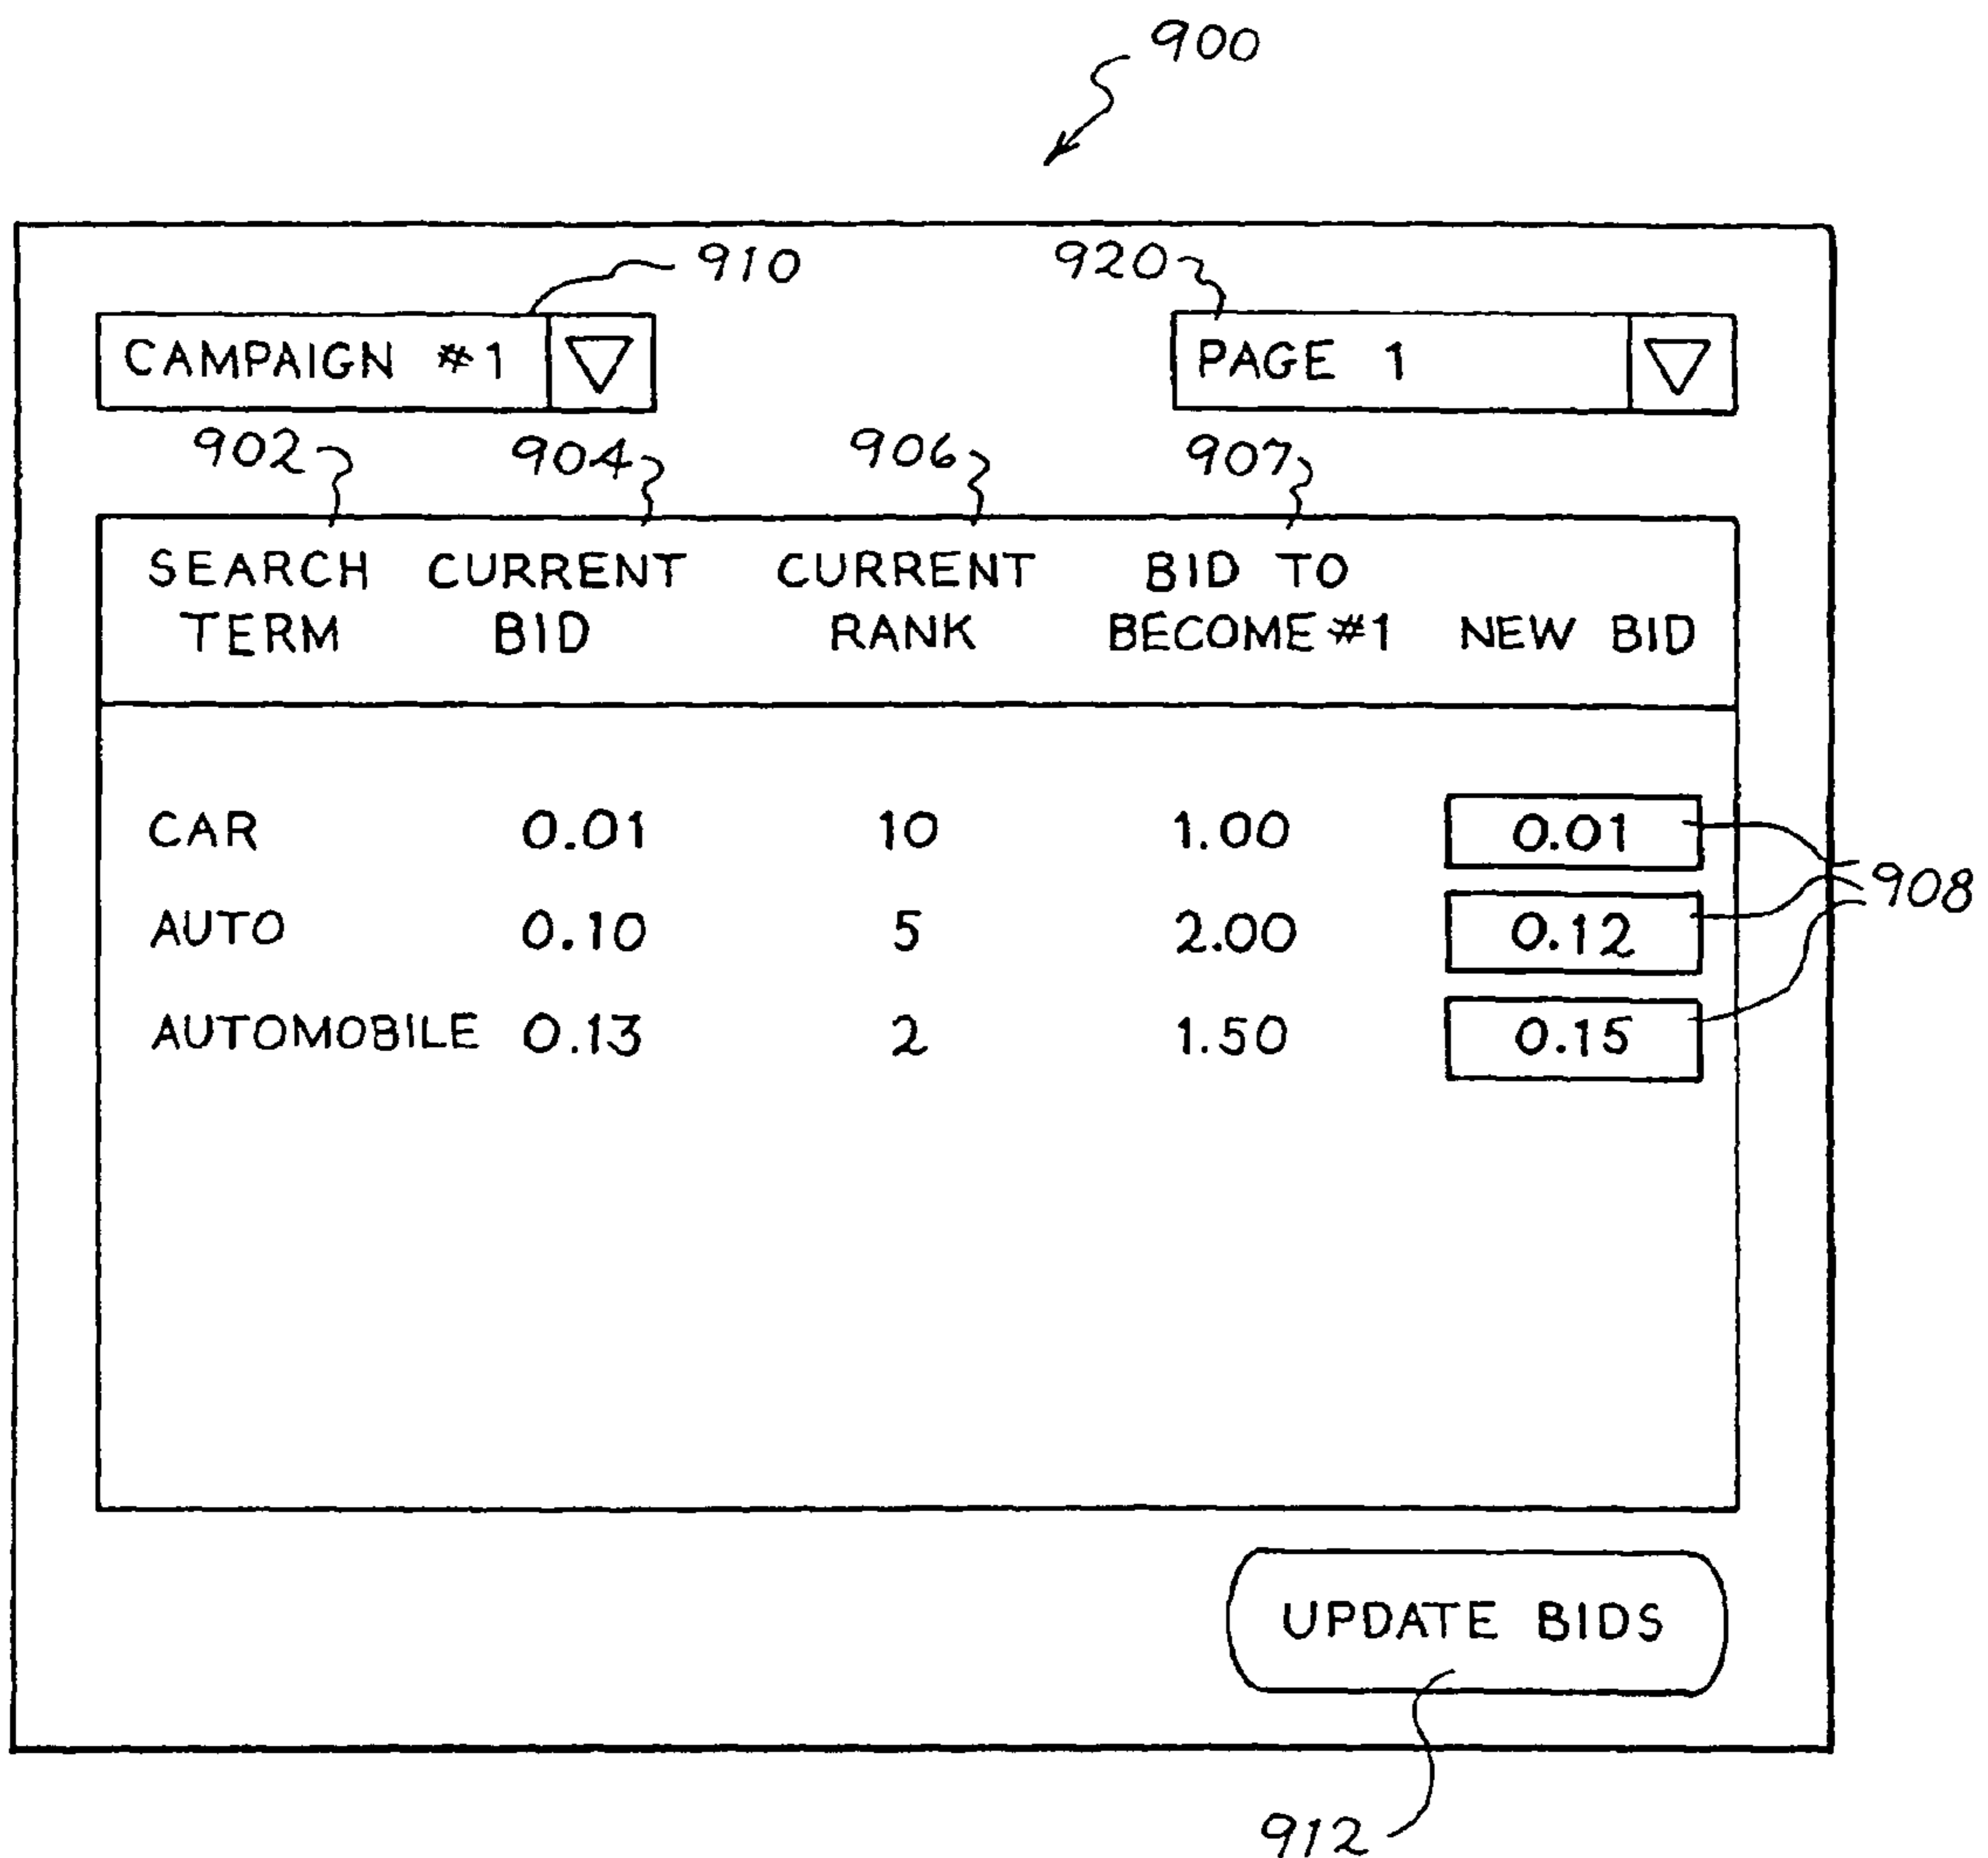 900
910 920
CAMPAIGN #1 PAGE 1
902 904 906 907
SEARCH CURRENT CURRENT BID TO
TERM BID RANK BECOME #1 NEW BID
CAR 0.01 10 1.00 0.01
908
AUTO 0.10 5 2.00 0.12
AUTOMOBILE 0.13 2 1.50 0.15
UPDATE BIDS
912